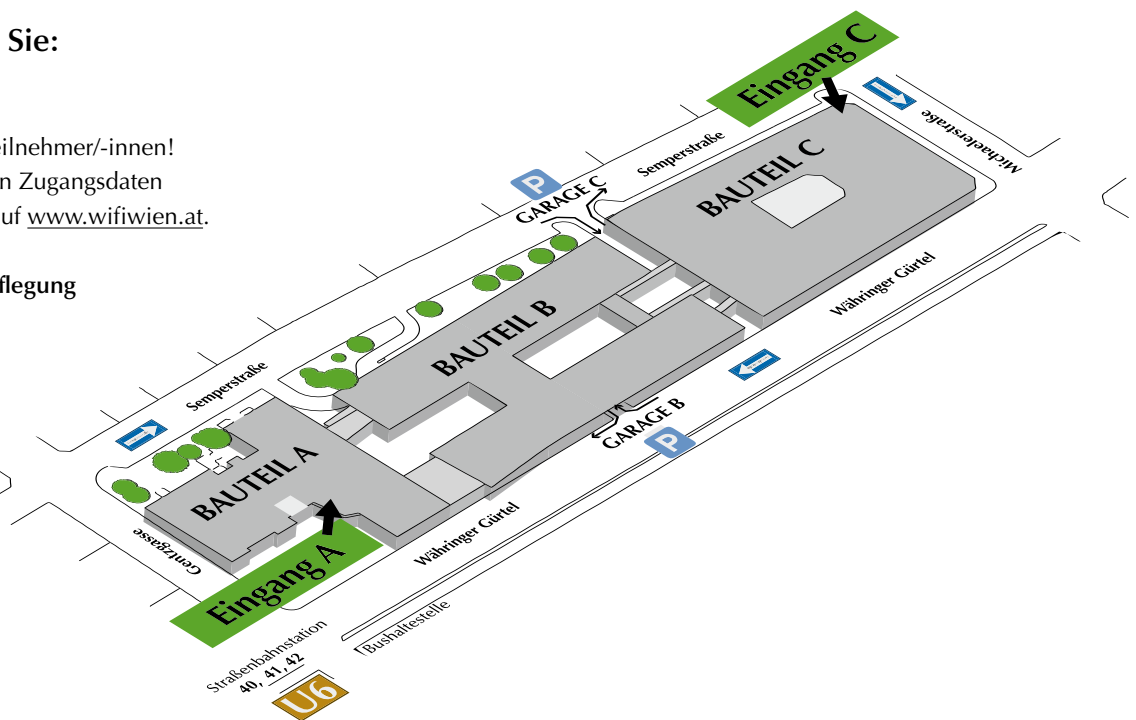 Sie:
eilnehmer/-innen!
n Zugangsdaten
uf www.wifiwien.at.
flegung
Eingang C
Michaelerstraße
Semperstraße
BAUTEIL C
P
GARAGE C
Währinger Gürtel
BAUTEIL B
Semperstraße
GARAGE B
P
BAUTEIL A
Gentzgasse
Währinger Gürtel
Eingang A
Bushaltestelle
Straßenbahnstation
40, 41, 42
U6